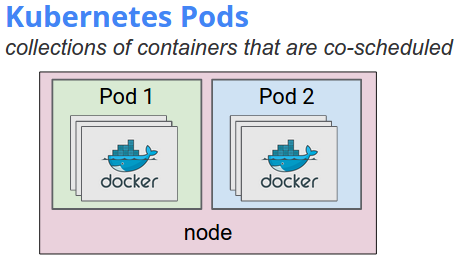 Kubernetes Pods
collections of containers that are co-scheduled
Pod 1
Pod 2
docker
docker
node